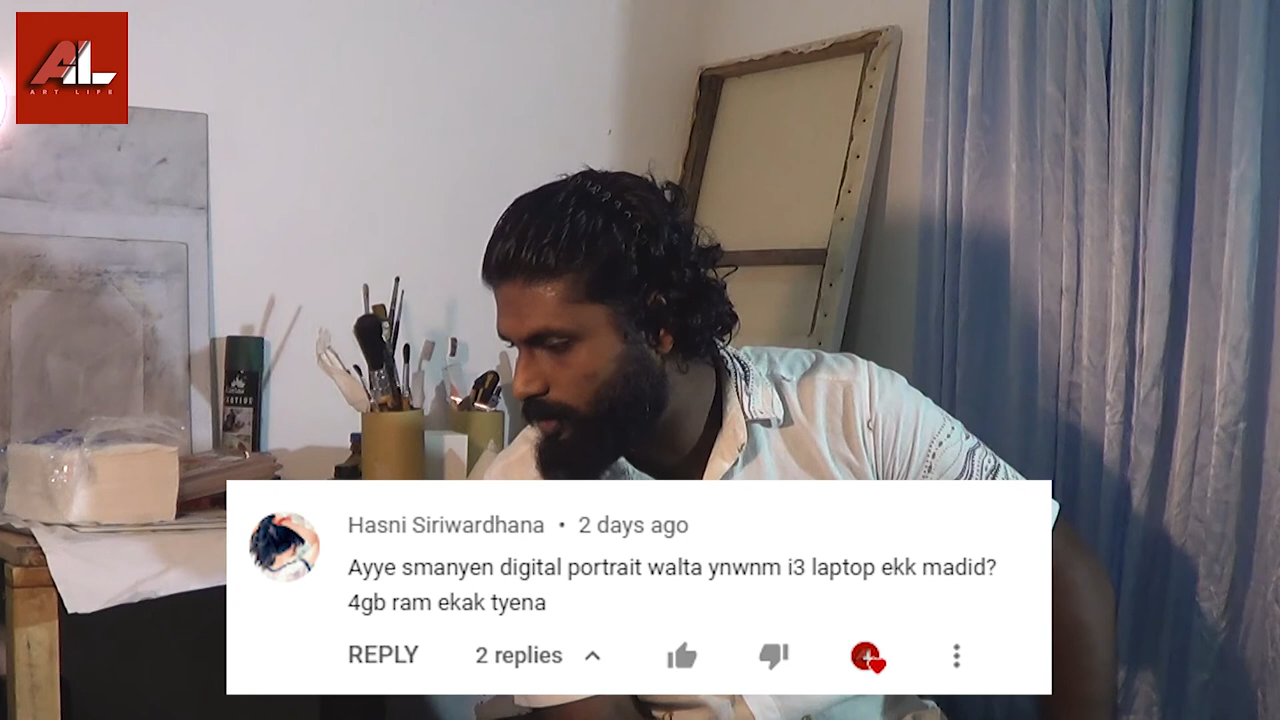 AL
ART LIFE
Hasni Siriwardhana • 2 days ago
Ayye smanyen digital portrait walta ynwnm i3 laptop ekk madid?
4gb ram ekak tyena
REPLY 2 replies